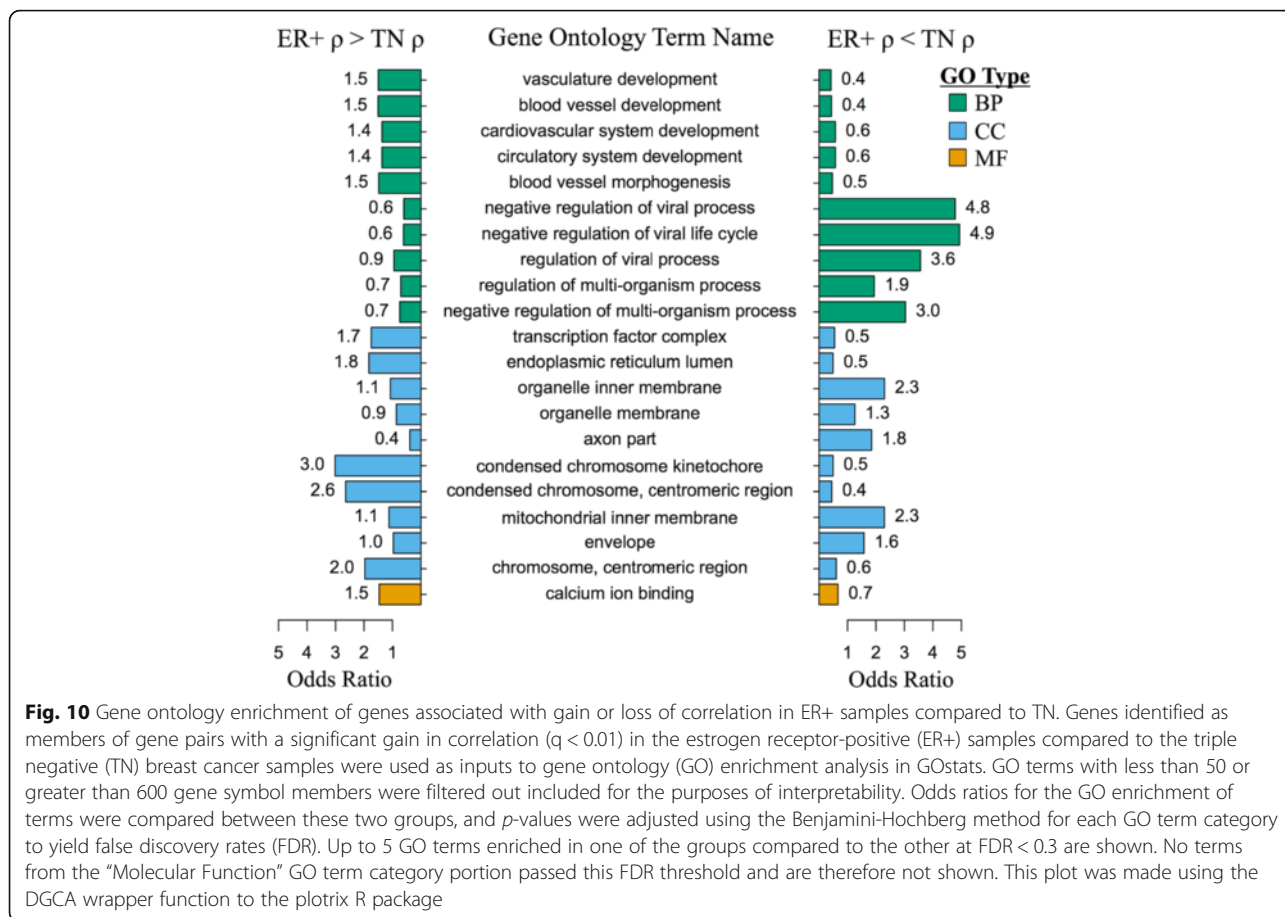 ER+ ρ > TN ρ Gene Ontology Term Name ER+ ρ < TN ρ
GO Type
BP
CC
MF
1.5 vasculature development 0.4
1.5 blood vessel development 0.4
1.4 cardiovascular system development 0.6
1.4 circulatory system development 0.6
1.5 blood vessel morphogenesis 0.5
0.6 negative regulation of viral process 4.8
0.6 negative regulation of viral life cycle 4.9
0.9 regulation of viral process 3.6
0.7 regulation of multi-organism process 1.9
0.7 negative regulation of multi-organism process 3.0
1.7 transcription factor complex 0.5
1.8 endoplasmic reticulum lumen 0.5
1.1 organelle inner membrane 2.3
0.9 organelle membrane 1.3
0.4 axon part 1.8
3.0 condensed chromosome kinetochore 0.5
2.6 condensed chromosome, centromeric region 0.4
1.1 mitochondrial inner membrane 2.3
1.0 envelope 1.6
2.0 chromosome, centromeric region 0.6
1.5 calcium ion binding 0.7
5 4 3 2 1 1 2 3 4 5
Odds Ratio Odds Ratio
Fig. 10 Gene ontology enrichment of genes associated with gain or loss of correlation in ER+ samples compared to TN. Genes identified as
members of gene pairs with a significant gain in correlation (q < 0.01) in the estrogen receptor-positive (ER+) samples compared to the triple
negative (TN) breast cancer samples were used as inputs to gene ontology (GO) enrichment analysis in GOstats. GO terms with less than 50 or
greater than 600 gene symbol members were filtered out included for the purposes of interpretability. Odds ratios for the GO enrichment of
terms were compared between these two groups, and p-values were adjusted using the Benjamini-Hochberg method for each GO term category
to yield false discovery rates (FDR). Up to 5 GO terms enriched in one of the groups compared to the other at FDR < 0.3 are shown. No terms
from the “Molecular Function” GO term category portion passed this FDR threshold and are therefore not shown. This plot was made using the
DGCA wrapper function to the plotrix R package